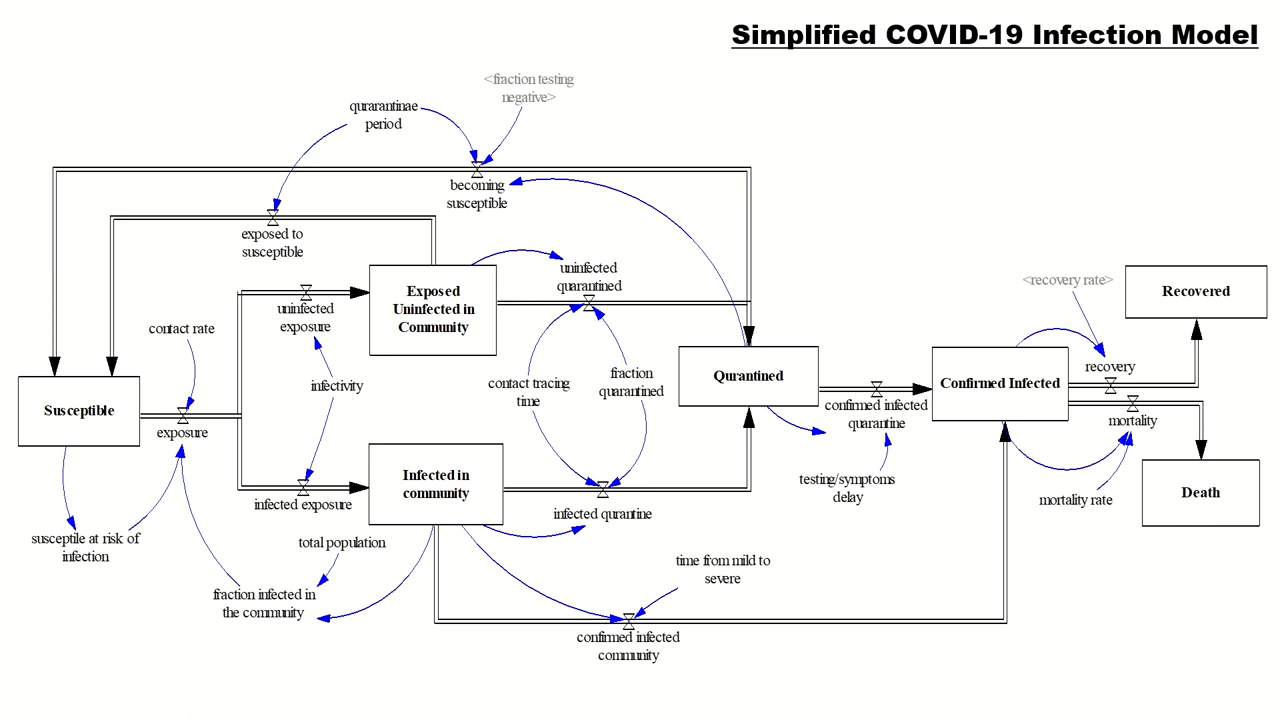 Simplified COVID-19 Infection Model
<fraction testing
negative>
qurarantinae
period
becoming
susceptible
exposed to
susceptible
Exposed
Uninfected in
Community
uninfected
quarantined
uninfected
exposure
contact rate
<recovery rate>
Recovered
Susceptible
exposure
infectivity
contact tracing
time
fraction
qurarantined
Qurantined
Confirmed Infected
recovery
confirmed infected
quarantine
mortality
Infected in
community
infected exposure
infected qurantine
testing/symptoms
delay
mortality rate
Death
susceptile at risk of
infection
total population
fraction infected in
the community
time from mild to
severe
confirmed infected
community